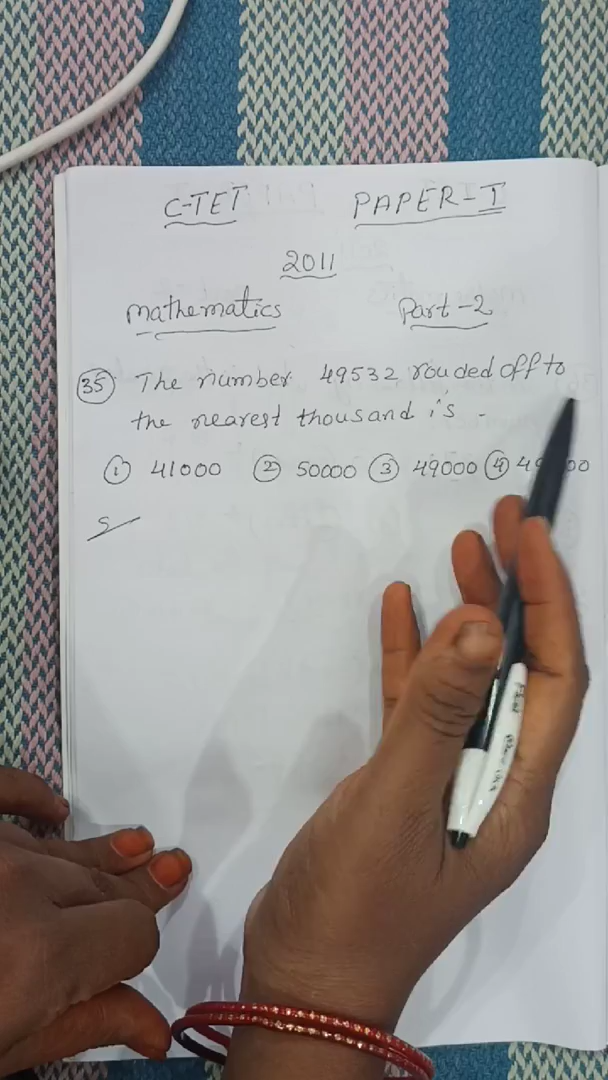 C-TET PAPER-I
2011
mathematics Part-2
35 The number 49532 rouded off to
the nearest thousand is -
1 41000 2 50000 3 49000 4
S